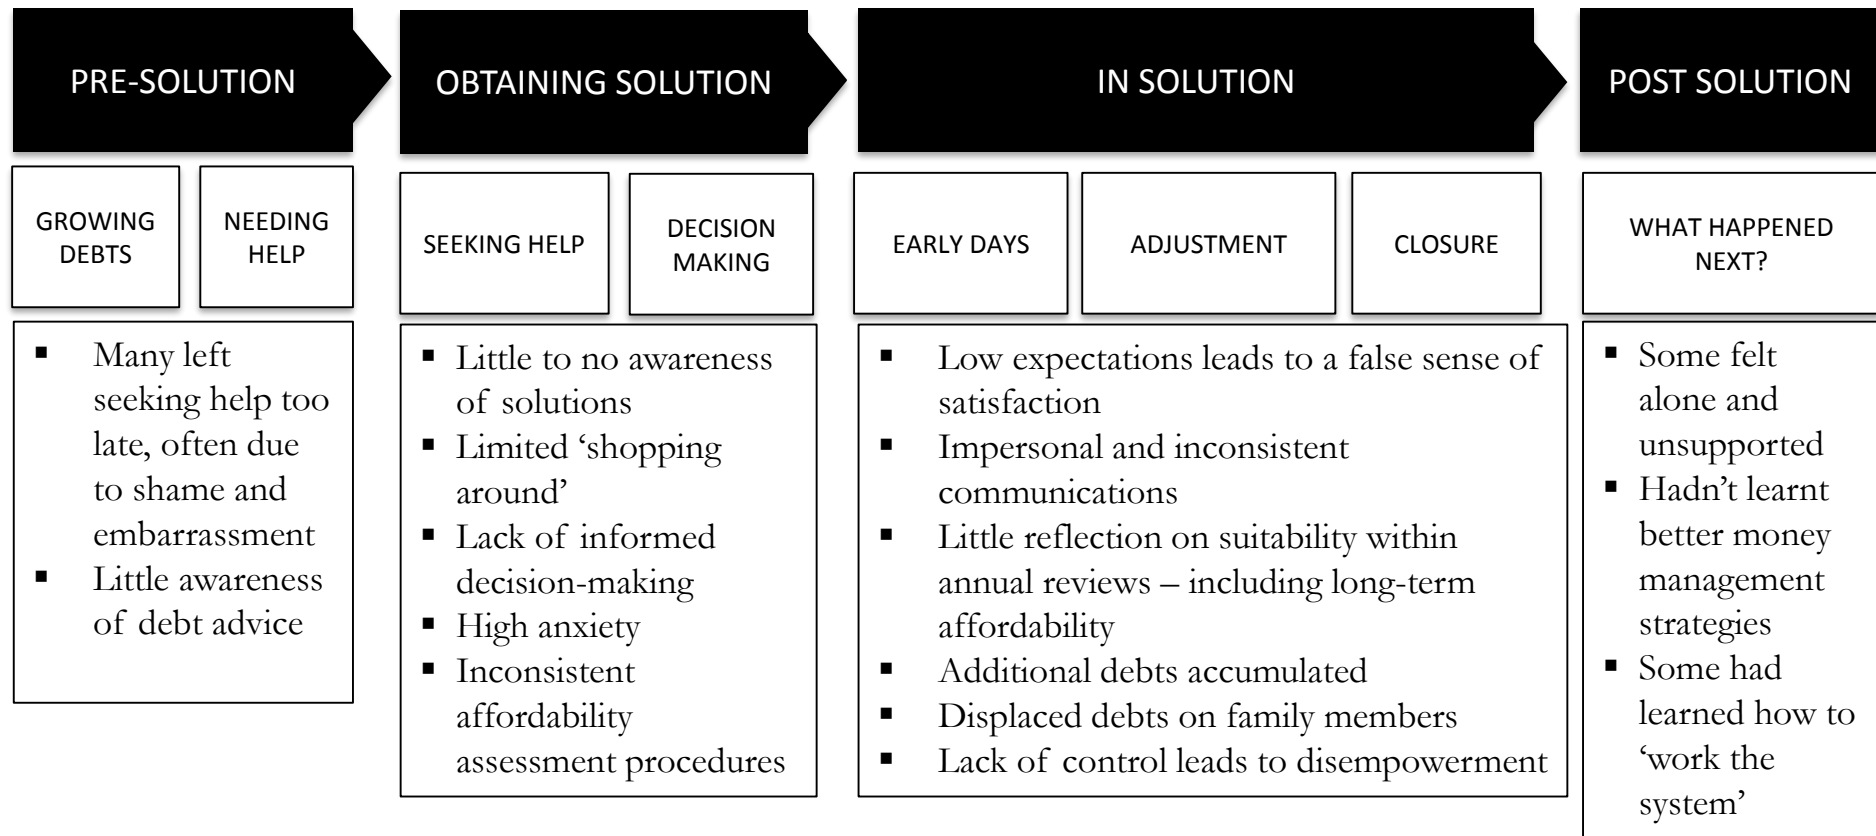 PRE-SOLUTION
OBTAINING SOLUTION
IN SOLUTION
POST SOLUTION
GROWING
DEBTS
NEEDING
HELP
SEEKING HELP
DECISION
MAKING
EARLY DAYS
ADJUSTMENT
CLOSURE
WHAT HAPPENED
NEXT?
▪ Many left
seeking help too
late, often due
to shame and
embarrassment
▪ Little awareness
of debt advice
▪ Little to no awareness
of solutions
▪ Limited ‘shopping
around’
▪ Lack of informed
decision-making
▪ High anxiety
▪ Inconsistent
affordability
assessment procedures
▪ Low expectations leads to a false sense of
satisfaction
▪ Impersonal and inconsistent
communications
▪ Little reflection on suitability within
annual reviews – including long-term
affordability
▪ Additional debts accumulated
▪ Displaced debts on family members
▪ Lack of control leads to disempowerment
▪ Some felt
alone and
unsupported
▪ Hadn’t learnt
better money
management
strategies
▪ Some had
learned how to
‘work the
system’